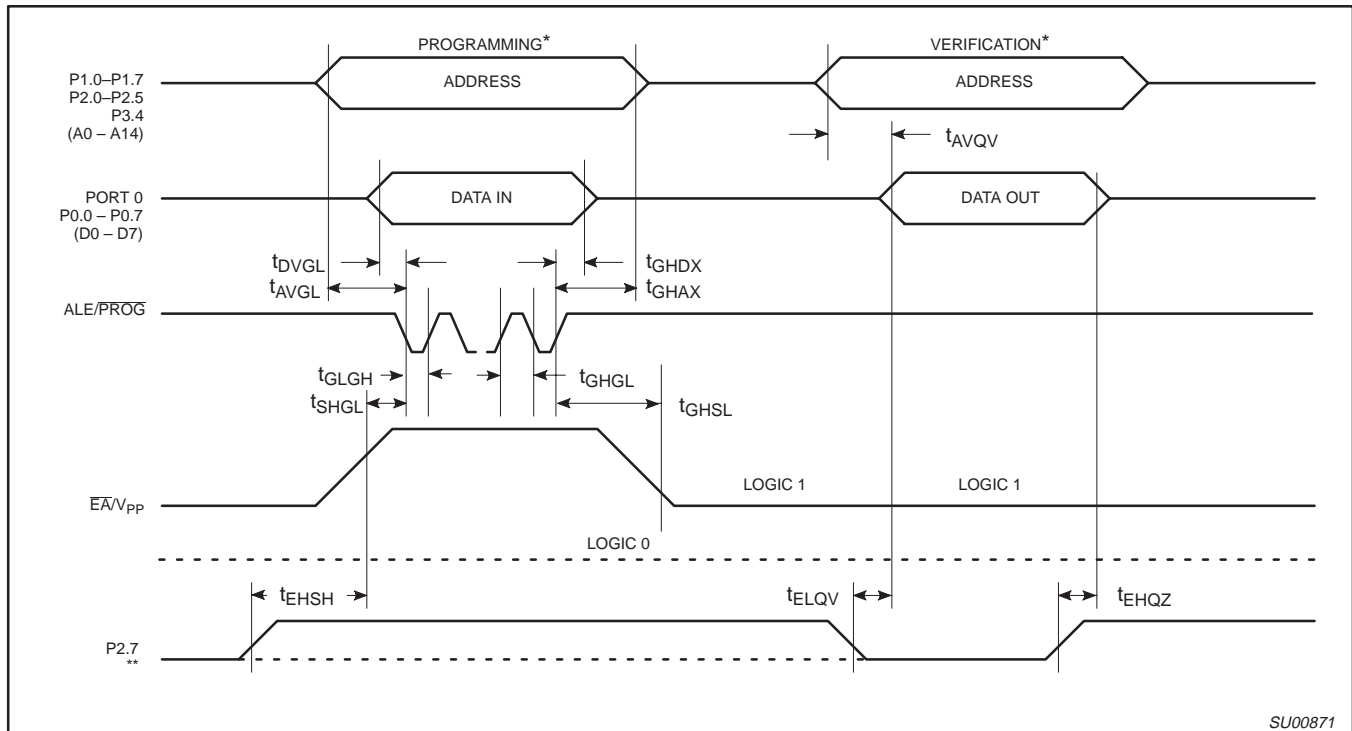 PROGRAMMING*
VERIFICATION*
P1.0–P1.7
P2.0–P2.5
P3.4
(A0 – A14)
ADDRESS
ADDRESS
tAVQV
PORT 0
P0.0 – P0.7
(D0 – D7)
DATA IN
DATA OUT
tDVGL
tGHDX
tAVGL
tGHAX
ALE/PROG
tGLGH
tGHGL
tSHGL
tGHSL
EA/VPP
LOGIC 1
LOGIC 1
LOGIC 0
tEHSH
tELQV
tEHQZ
P2.7
**
SU00871